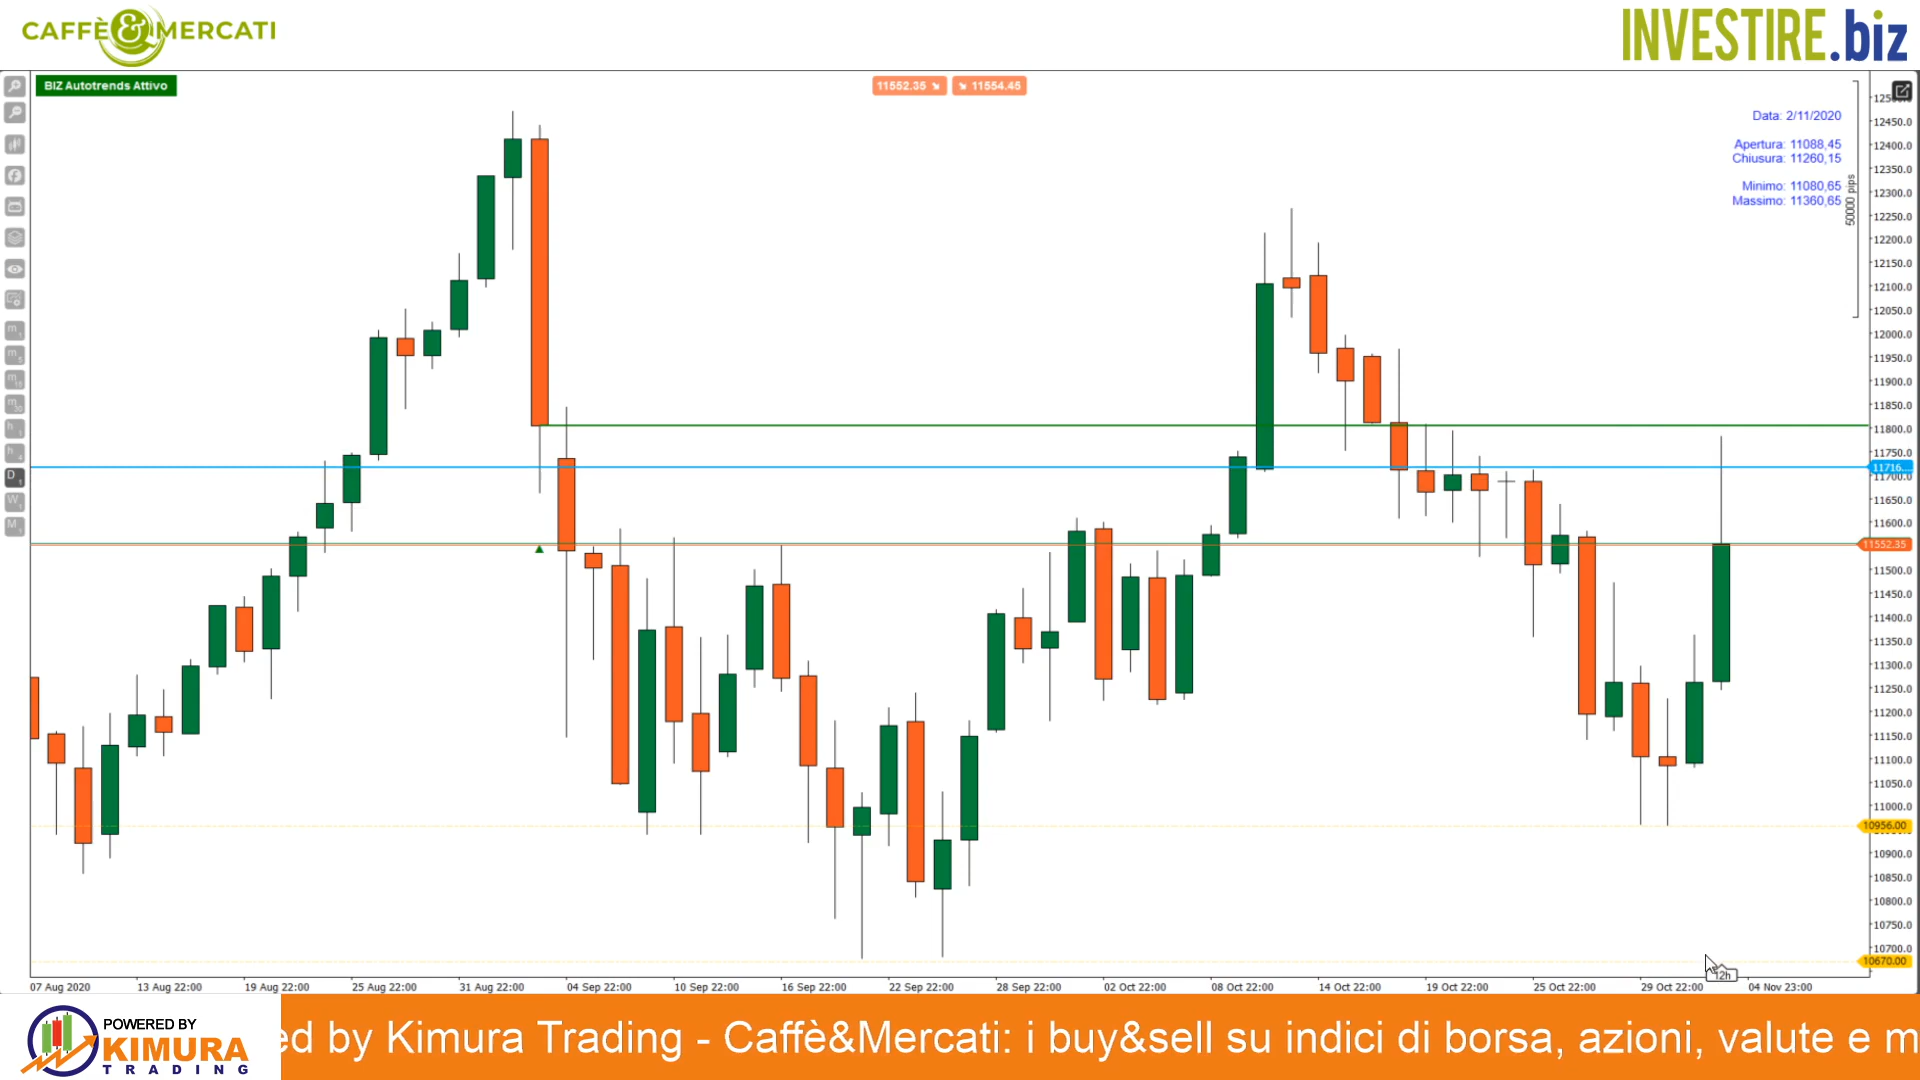 CAFFÈ&MERCATI
INVESTIRE.biz
BIZ Autotrends Attivo
11552.35
11554.45
Data: 2/11/2020
Apertura: 11088,45
Chiusura: 11260,15
Minimo: 11080,65
Massimo: 11360,65
50000 pips
12450.0
12400.0
12350.0
12300.0
12250.0
12200.0
12150.0
12100.0
12050.0
12000.0
11950.0
11900.0
11850.0
11800.0
11750.0
11716...
11700.0
11650.0
11600.0
11552.35
11500.0
11450.0
11400.0
11350.0
11300.0
11250.0
11200.0
11150.0
11100.0
11050.0
11000.0
10956.00
10900.0
10850.0
10800.0
10750.0
10700.0
10670.00
12h
07 Aug 2020
13 Aug 22:00
19 Aug 22:00
25 Aug 22:00
31 Aug 22:00
04 Sep 22:00
10 Sep 22:00
16 Sep 22:00
22 Sep 22:00
28 Sep 22:00
02 Oct 22:00
08 Oct 22:00
14 Oct 22:00
19 Oct 22:00
25 Oct 22:00
29 Oct 22:00
04 Nov 23:00
POWERED BY
KIMURA
TRADING
ed by Kimura Trading - Caffè&Mercati: i buy&sell su indici di borsa, azioni, valute e m